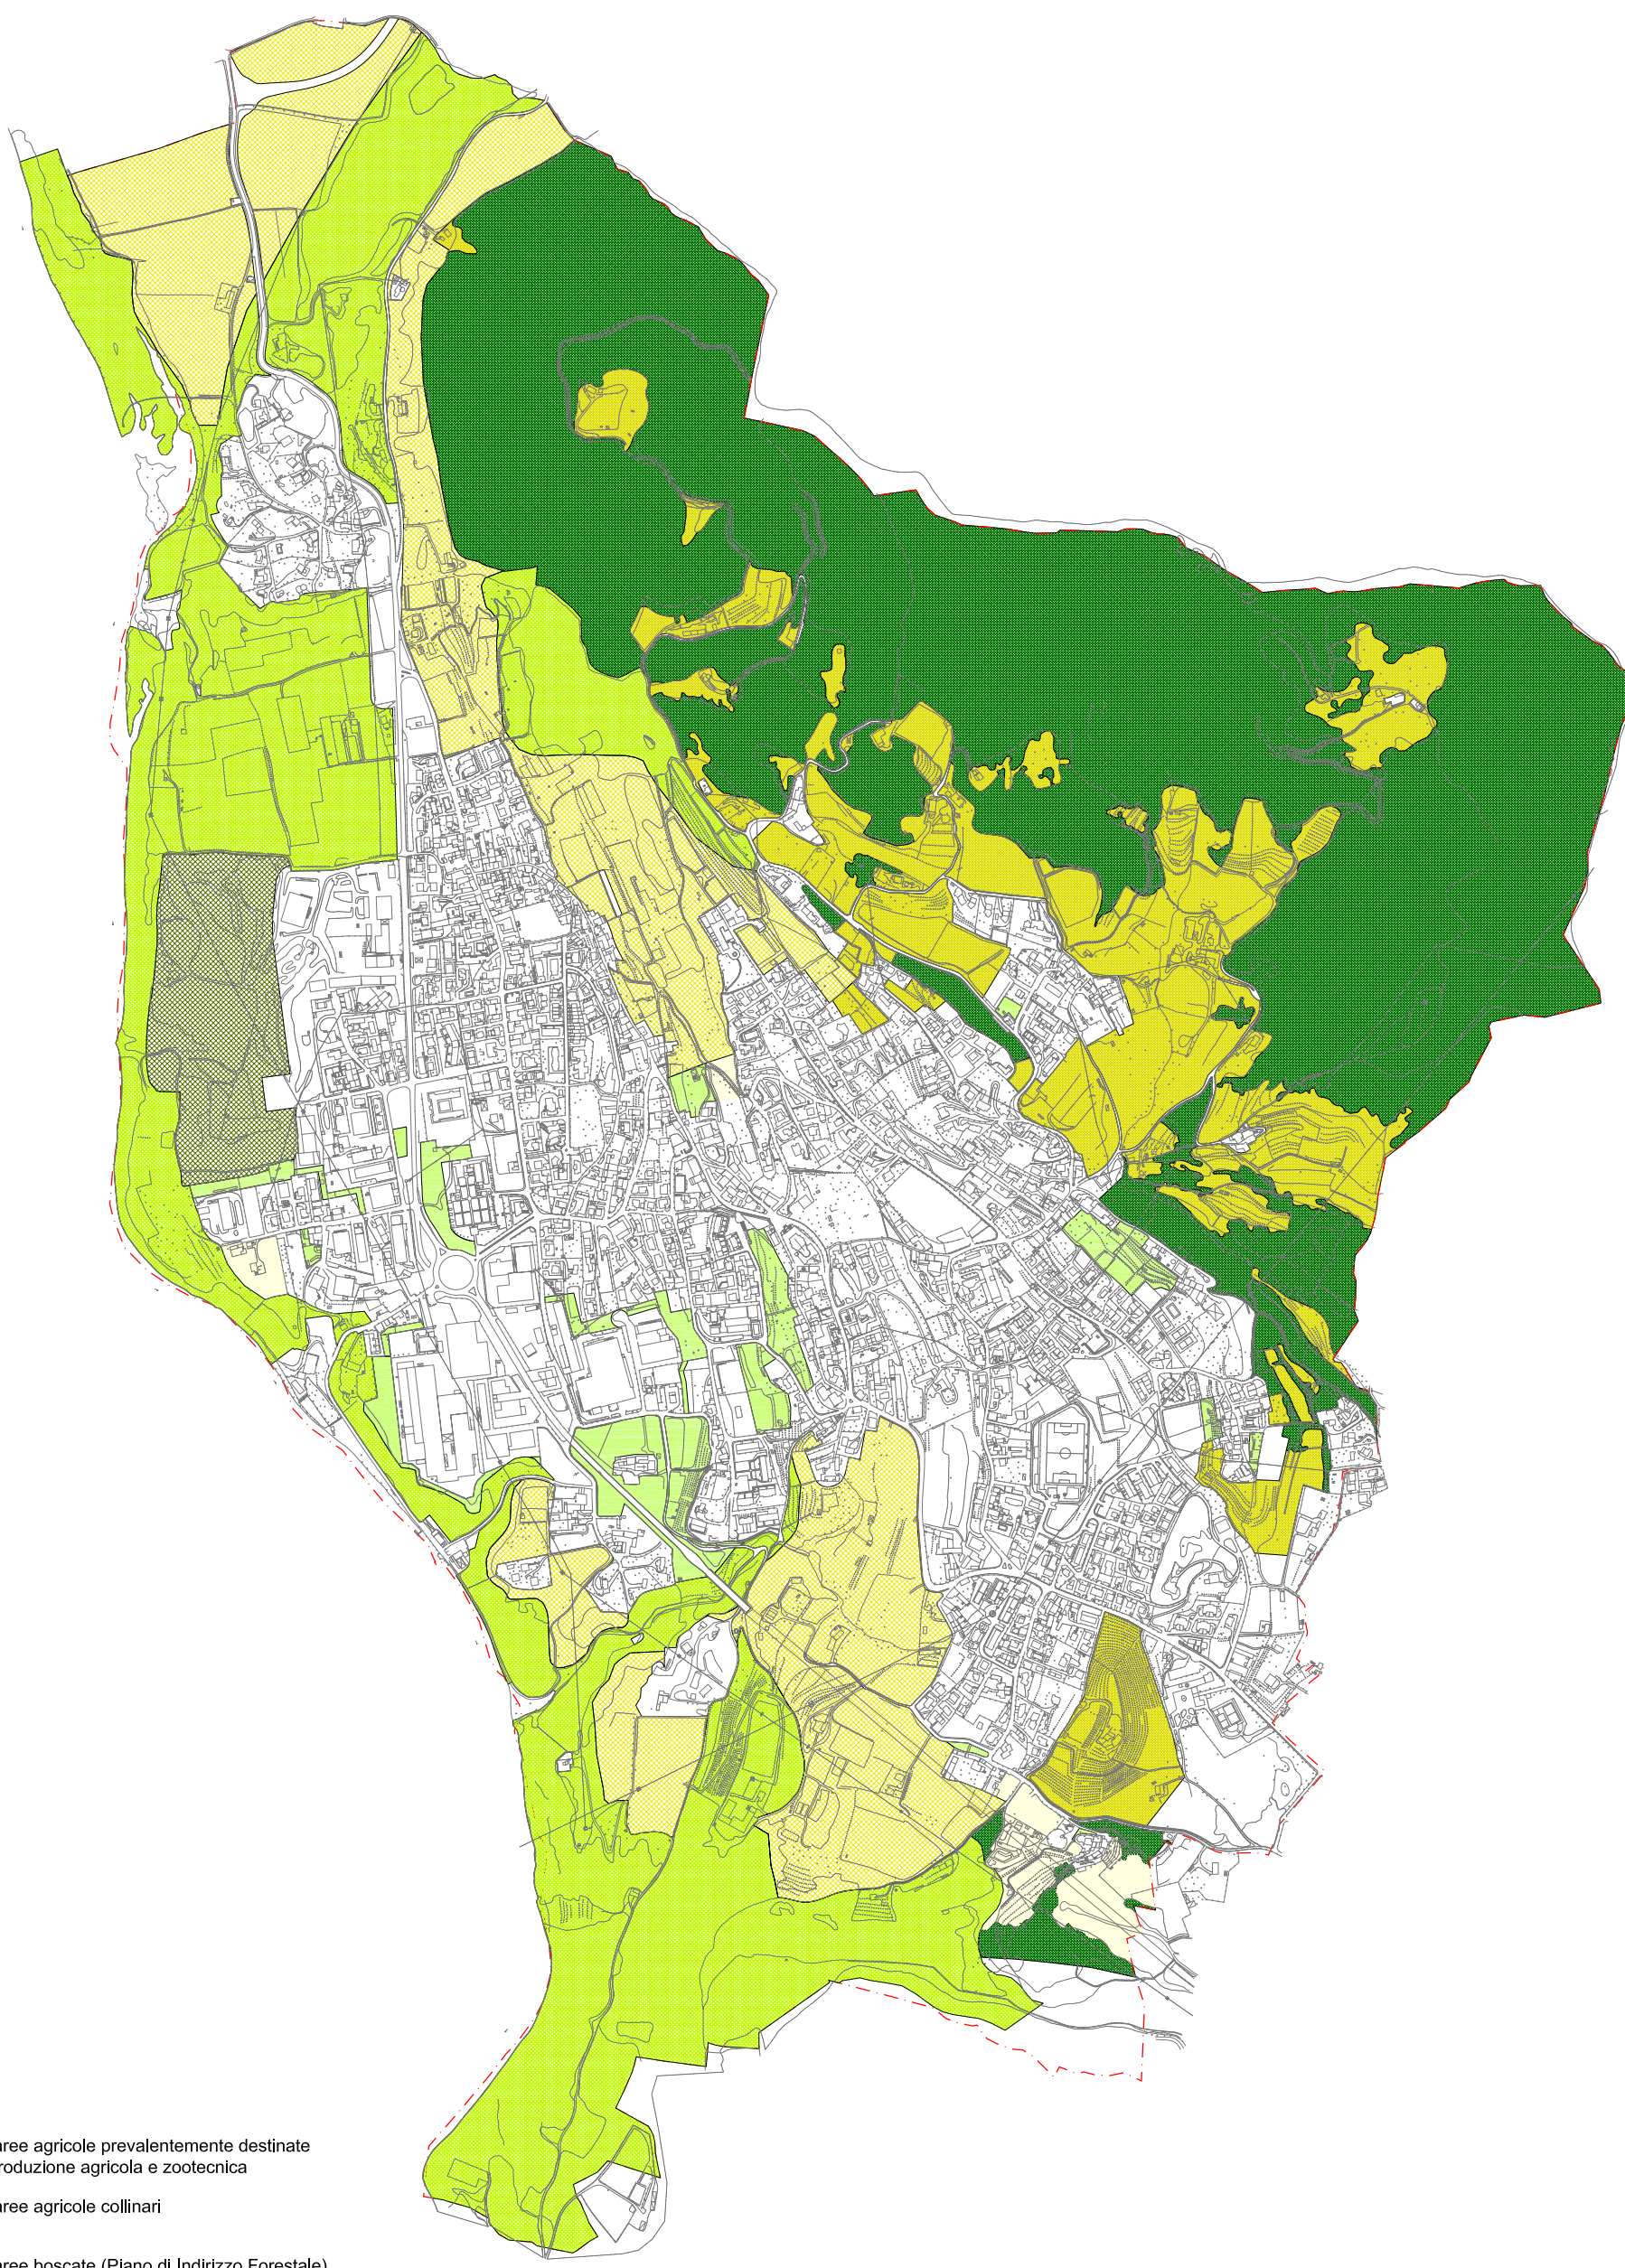 aree agricole prevalentemente destinate
roduzione agricola e zootecnica
aree agricole collinari
aree boscate (Piano di Indirizzo Forestale)